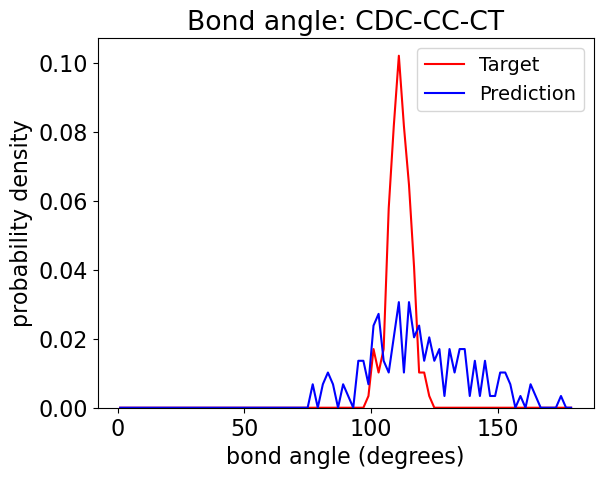 Bond angle: CDC-CC-CT
Target
Prediction
probability density
0.10
0.08
0.06
0.04
0.02
0.00
0
50
100
150
bond angle (degrees)